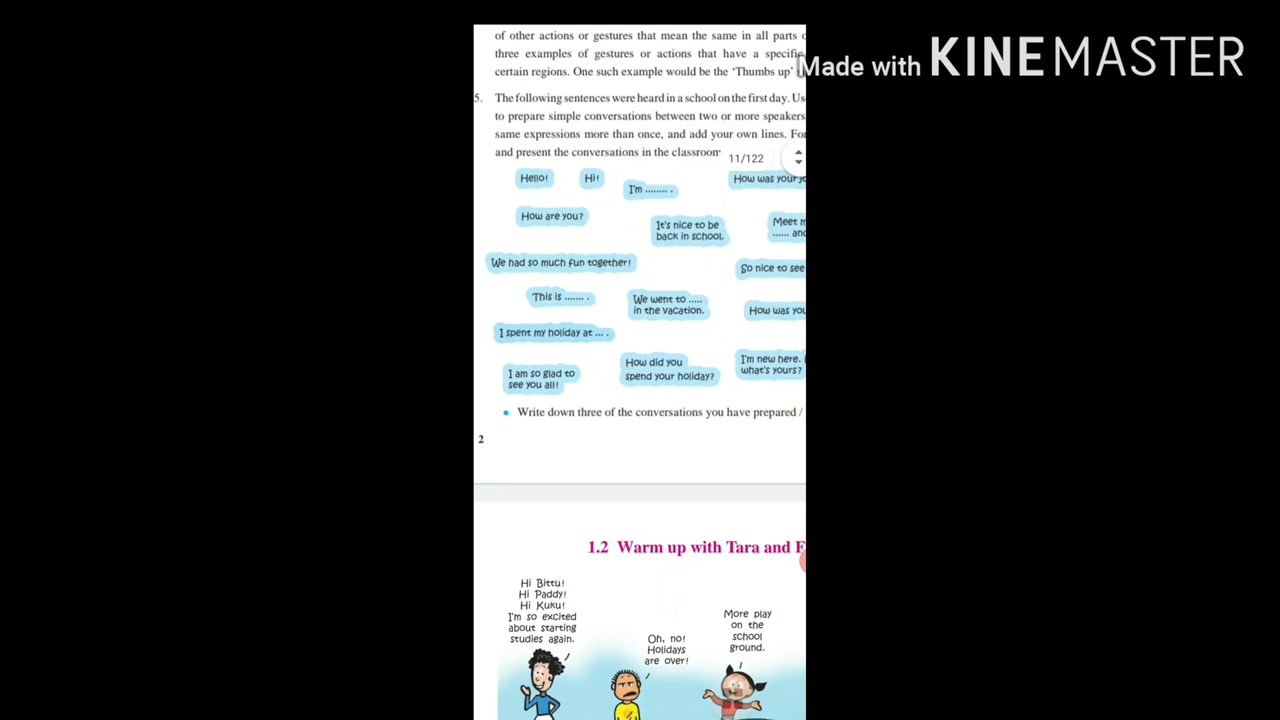 Made with KINEMASTER
of other actions or gestures that mean the same in all parts
three examples of gestures or actions that have a specific
certain regions. One such example would be the ‘Thumbs up’
5. The following sentences were heard in a school on the first day.
to prepare simple conversations between two or more speakers
same expressions more than once, and add your own lines.
and present the conversations in the classroom
11/122
Hello!
Hi!
I'm ........ .
How was your
How are you?
It's nice to be
back in school.
Meet
......
We had so much fun together!
So nice to see
This is ....... .
We went to .....
in the vacation.
How was
I spent my holiday at ... .
I am so glad to
see you all!
How did you
spend your holiday?
I'm new here.
what's yours?
• Write down three of the conversations you have prepared /
2
1.2 Warm up with Tara and
Hi Bittu!
Hi Paddy!
Hi Kuku!
I'm so excited
about starting
studies again.
Oh, no!
Holidays
are over!
More play
on the
school
ground.